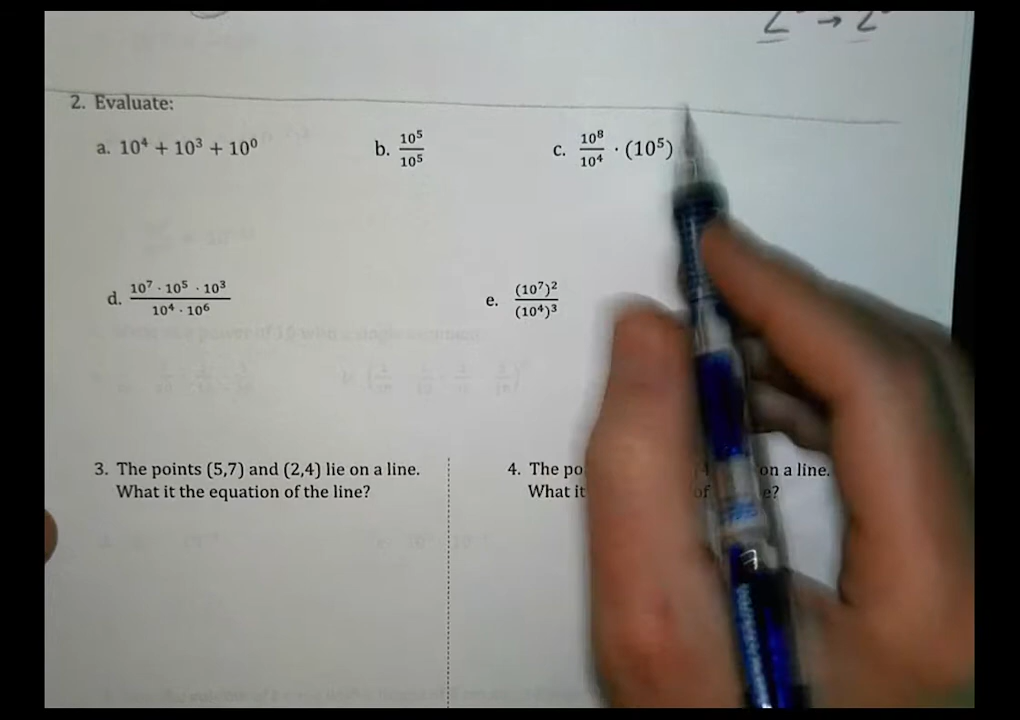 2. Evaluate:
a. 10⁴ + 10³ + 10⁰
b. 10⁵/10⁵
c. 10⁸/10⁴ · (10⁵)
d. 10⁷ · 10⁵ · 10³ / 10⁴ · 10⁶
e. (10⁷)²/(10⁴)³
3. The points (5,7) and (2,4) lie on a line.
What it the equation of the line?
4. The po on a line.
What it of e?